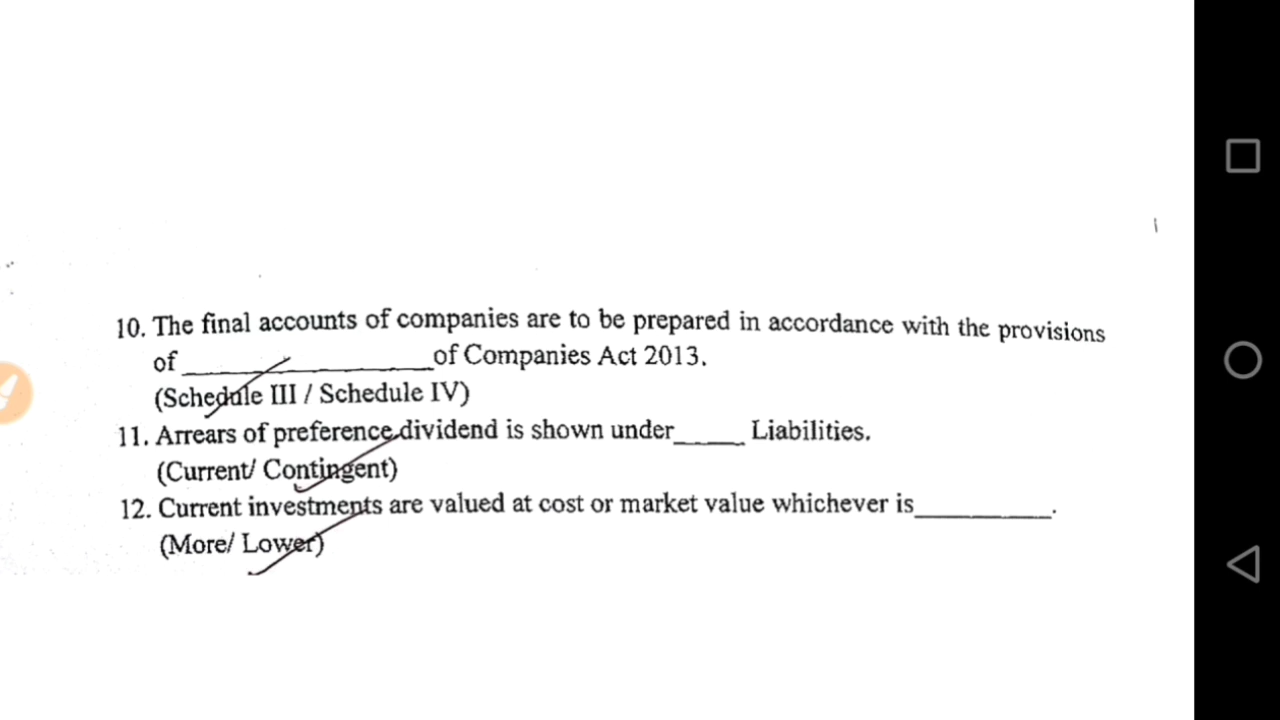 10. The final accounts of companies are to be prepared in accordance with the provisions
of ____________________ of Companies Act 2013.
(Schedule III / Schedule IV)
11. Arrears of preference dividend is shown under_____ Liabilities.
(Current/ Contingent)
12. Current investments are valued at cost or market value whichever is__________.
(More/ Lower)